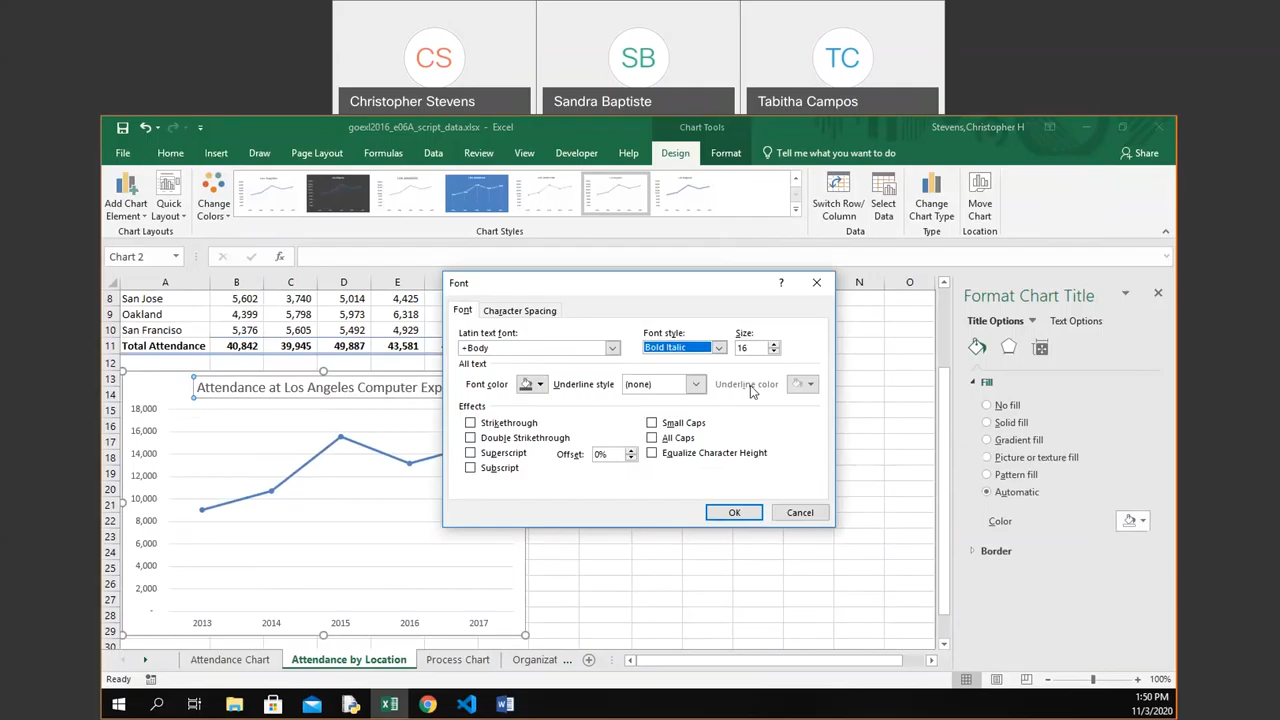 CS
SB
TC
Christopher Stevens
Sandra Baptiste
Tabitha Campos
goexl2016_e06A_script_data.xlsx - Excel
Chart Tools
Stevens,Christopher H
File Home Insert Draw Page Layout Formulas Data Review View Developer Help Design Format Tell me what you want to do Share
Add Chart Element
Quick Layout
Change Colors
Switch Row/Column
Select Data
Change Chart Type
Move Chart
Chart Layouts Chart Styles Data Type Location
Chart 2
fx
A B C D E N O
8 San Jose 5,602 3,740 5,014 4,425
9 Oakland 4,399 5,798 5,973 6,318
10 San Franciso 5,376 5,605 5,492 4,929
11 Total Attendance 40,842 39,945 49,887 43,581
12
13
14
15
16
17
18
19
20
21
22
23
24
25
26
27
28
29
30
Attendance at Los Angeles Computer Exp
18,000
16,000
14,000
12,000
10,000
8,000
6,000
4,000
2,000
-
2013 2014 2015 2016 2017
Font
?
Font Character Spacing
Latin text font: Font style: Size:
+Body Bold Italic 16
All text
Font color Underline style (none) Underline color
Effects
Strikethrough Small Caps
Double Strikethrough All Caps
Superscript Offset: 0% Equalize Character Height
Subscript
OK Cancel
Format Chart Title
Title Options Text Options
Fill
No fill
Solid fill
Gradient fill
Picture or texture fill
Pattern fill
Automatic
Color
Border
Attendance Chart Attendance by Location Process Chart Organizat ...
Ready
100%
1:50 PM
11/3/2020